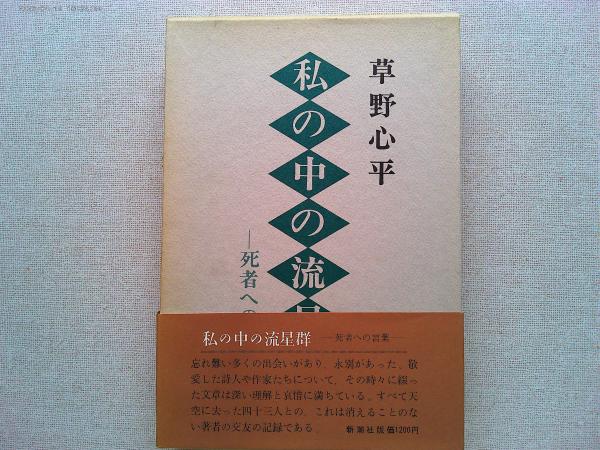 草野心平
私の中の流星
―死者への
私の中の流星群 ―死者への言葉―
忘れ難い多くの出会いがあり、永別があった。敬
愛した詩人や作家たちについて、その時々に綴っ
た文章は深い理解と哀惜に満ちている。すべて天
空に去った四十三人との、これは消えることのな
い著者の交友の記録である。
新潮社版 価1200円